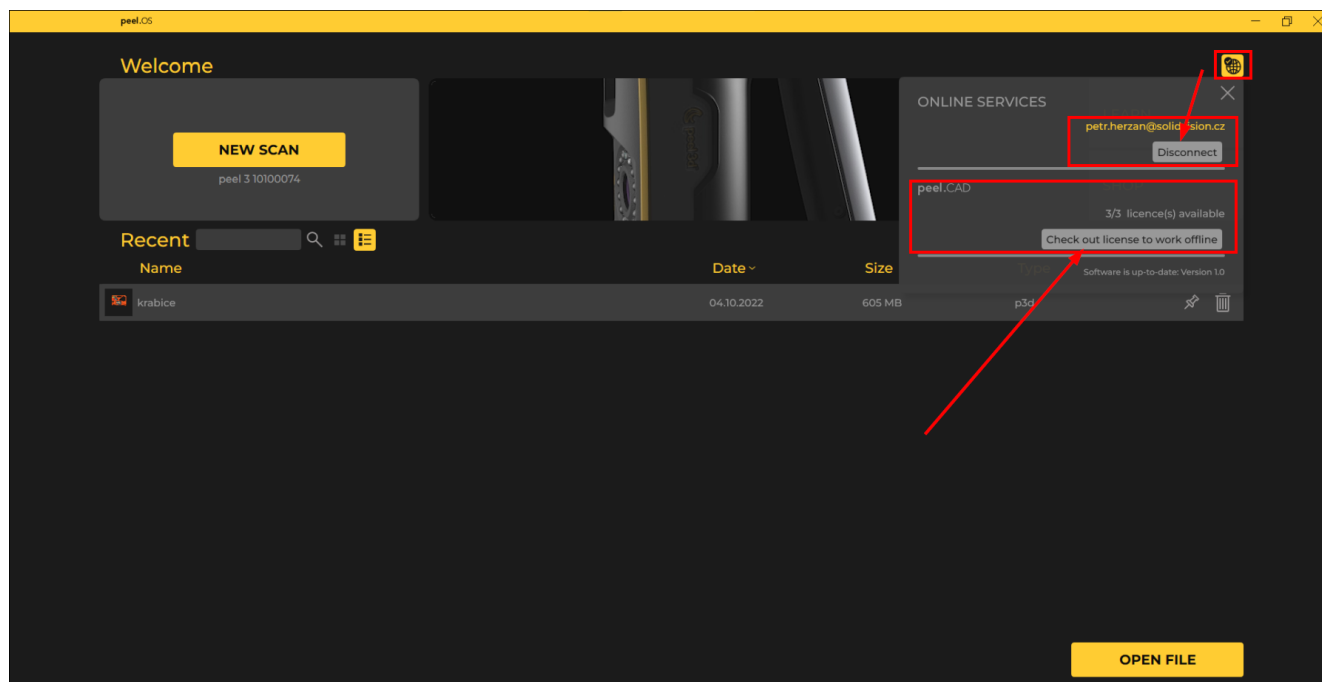 peel.OS
Welcome
NEW SCAN
peel 3 10100074
ONLINE SERVICES
Disconnect
peel.CAD
3/3 licence(s) available
Check out license to work offline
Software is up-to-date: Version 1.0
Recent
Name Date Size Type
krabice 04.10.2022 605 MB p3d
OPEN FILE